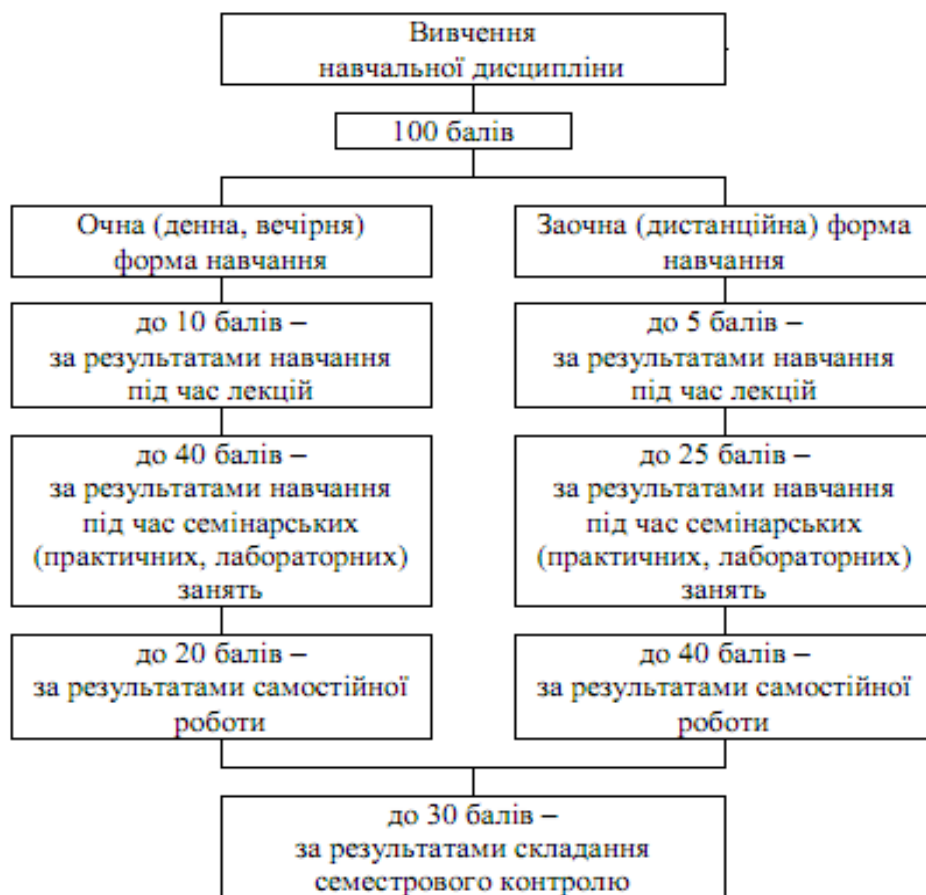 Вивчення
навчальної дисципліни
100 балів
Очна (денна, вечірня)
форма навчання
Заочна (дистанційна) форма
навчання
до 10 балів –
за результатами навчання
під час лекцій
до 5 балів –
за результатами навчання
під час лекцій
до 40 балів –
за результатами навчання
під час семінарських
(практичних, лабораторних)
занять
до 25 балів –
за результатами навчання
під час семінарських
(практичних, лабораторних)
занять
до 20 балів –
за результатами самостійної
роботи
до 40 балів –
за результатами самостійної
роботи
до 30 балів –
за результатами складання
семестрового контролю